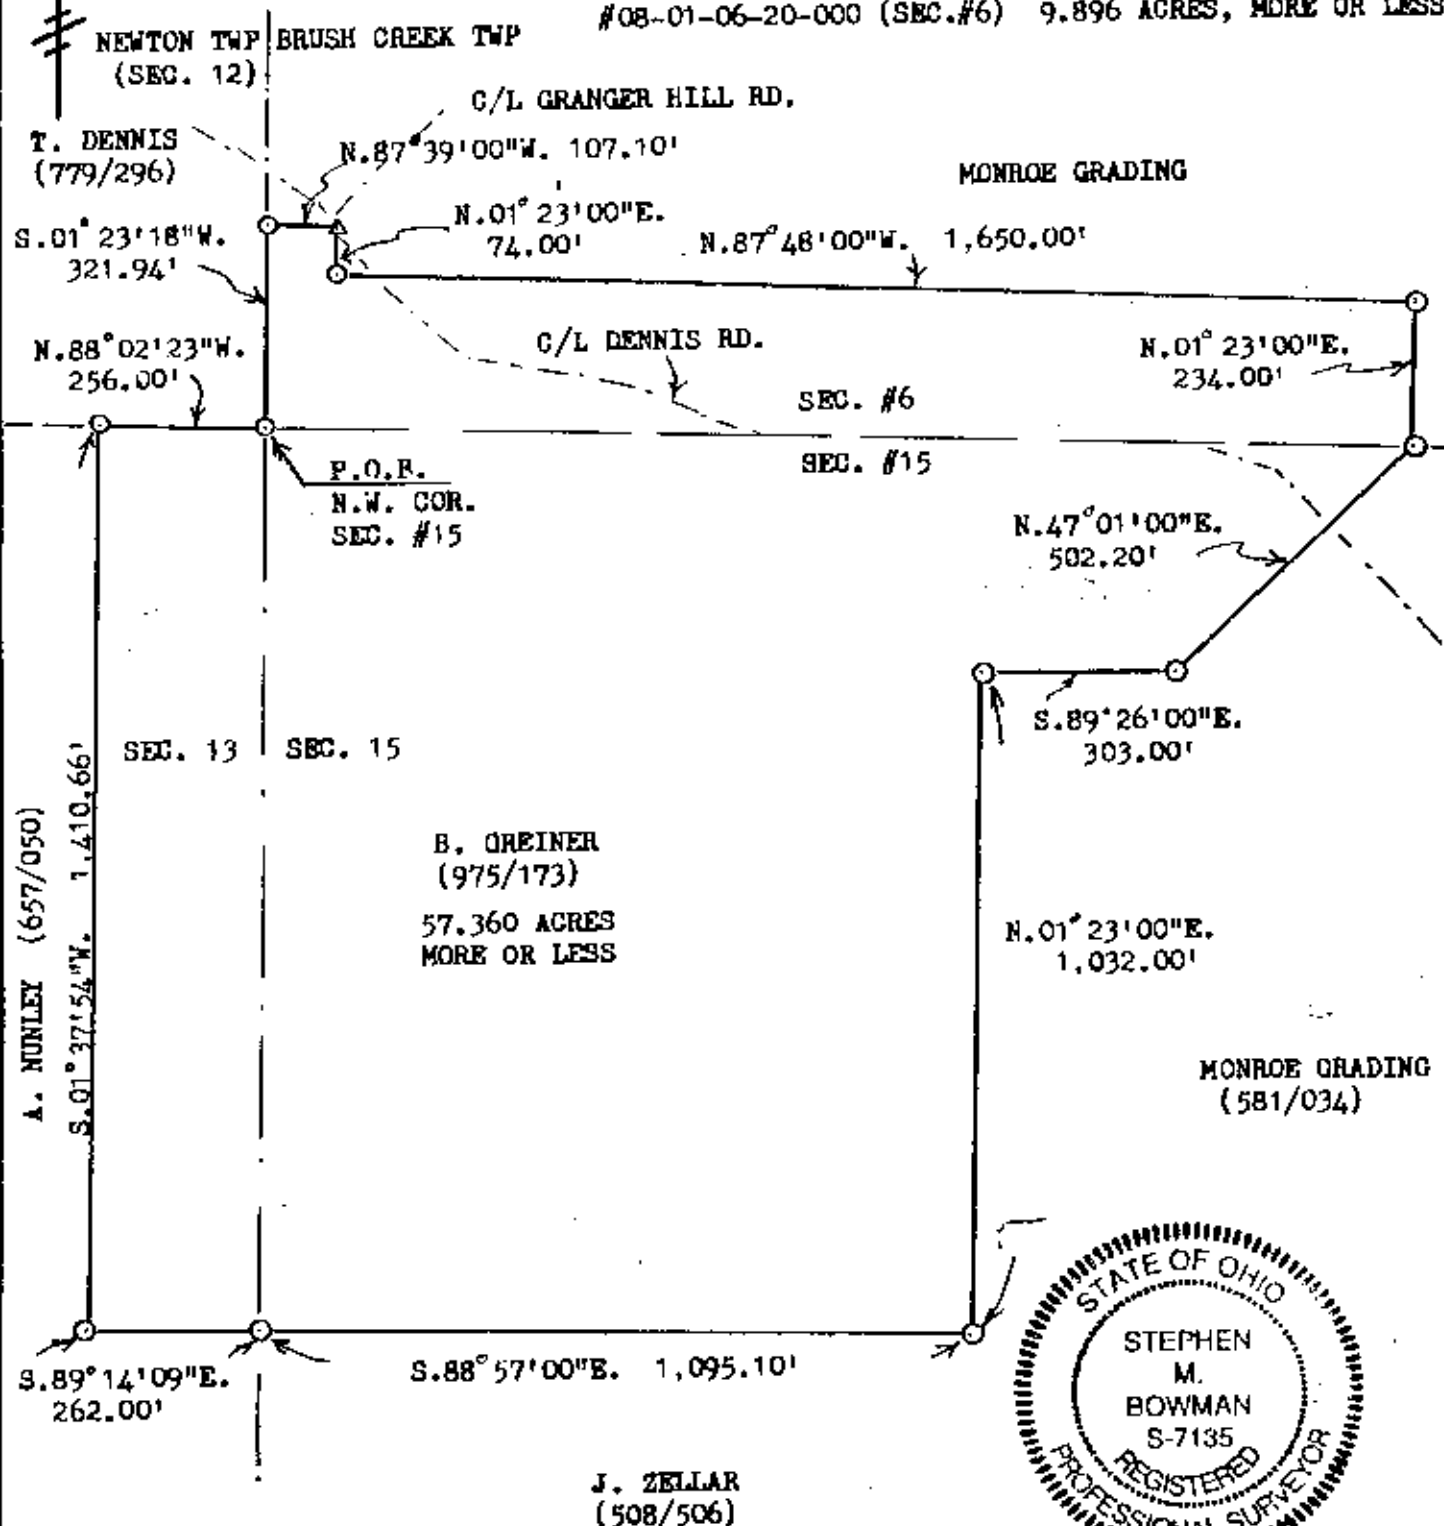 #08-01-06-20-000 (SEC.#6) 9.896 ACRES, MORE OR LESS
NEWTON TWP BRUSH CREEK TWP
(SEC. 12)
C/L GRANGER HILL RD.
T. DENNIS
(779/296)
N.87°39'00"W. 107.10'
MONROE GRADING
N.01°23'00"E.
74.00'
S.01°23'18"W.
321.94'
N.87°48'00"W. 1,650.00'
N.88°02'23"W.
256.00'
C/L DENNIS RD.
N.01°23'00"E.
234.00'
SEC. #6
SEC. #15
P.O.B.
N.W. COR.
SEC. #15
N.47°01'00"E.
502.20'
S.89°26'00"E.
303.00'
SEC. 13 SEC. 15
A. NUNLEY (657/050)
S.01°37'54"W. 1,410.66'
B. GREINER
(975/173)
57.360 ACRES
MORE OR LESS
N.01°23'00"E.
1,032.00'
MONROE GRADING
(581/034)
S.89°14'09"E.
262.00'
S.88°57'00"E. 1,095.10'
STATE OF OHIO
STEPHEN
M.
BOWMAN
S-7135
REGISTERED
PROFESSIONAL SURVEYOR
J. ZELLAR
(508/506)